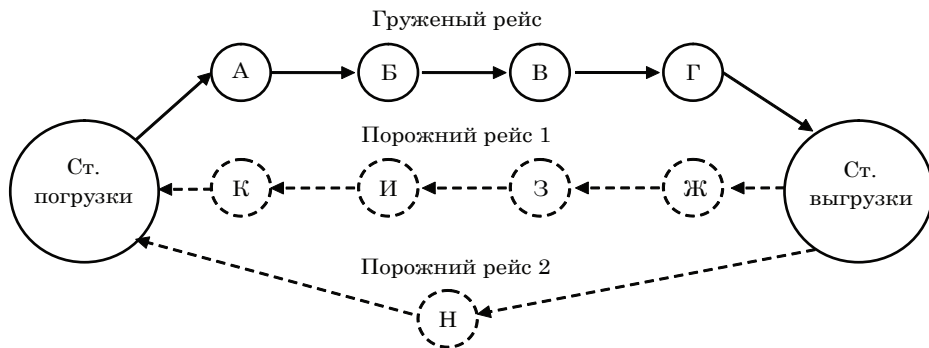 Груженый рейс
А
Б
В
Г
Порожний рейс 1
Ст.
погрузки
К
И
З
Ж
Ст.
выгрузки
Порожний рейс 2
Н